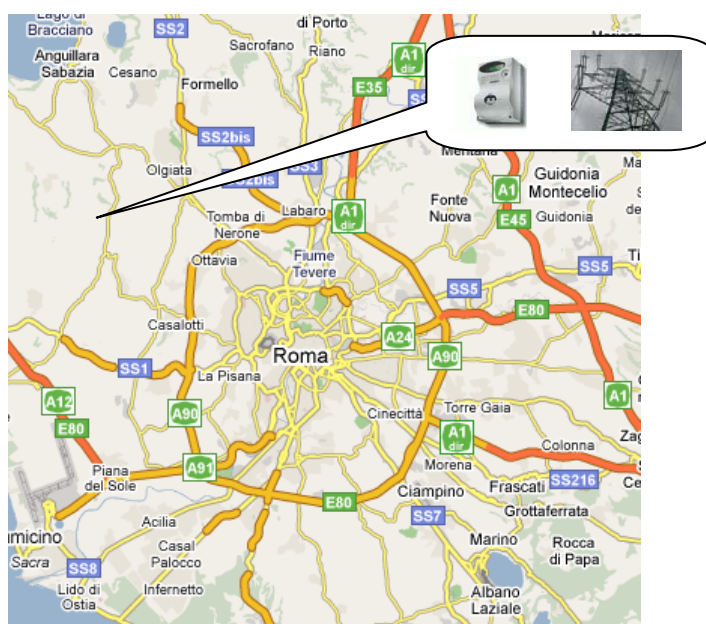 Lago di
Bracciano
SS2
di Porto
Sacrofano
Riano
A1
dir
Anguillara
Sabazia
Cesano
Formello
E35
A1
dir
SS2bis
SS3
Mentana
Olgiata
SS2bis
Guidonia
Montecelio
A1
Fonte
Nuova
Tomba di
Nerone
Labaro
A1
dir
E45
Guidonia
Ottavia
Fiume
Tevere
SS5
SS5
E80
Casalotti
A24
Roma
A90
SS1
La Pisana
A12
A90
Cinecittà
Torre Gaia
A1
E80
A1
dir
Colonna
A91
Morena
Piana
del Sole
Frascati
SS216
E80
Ciampino
Grottaferrata
SS7
Acilia
Marino
Rocca
di Papa
Casal
Palocco
Sacra
SS8
Lido di
Ostia
Infernetto
Albano
Laziale